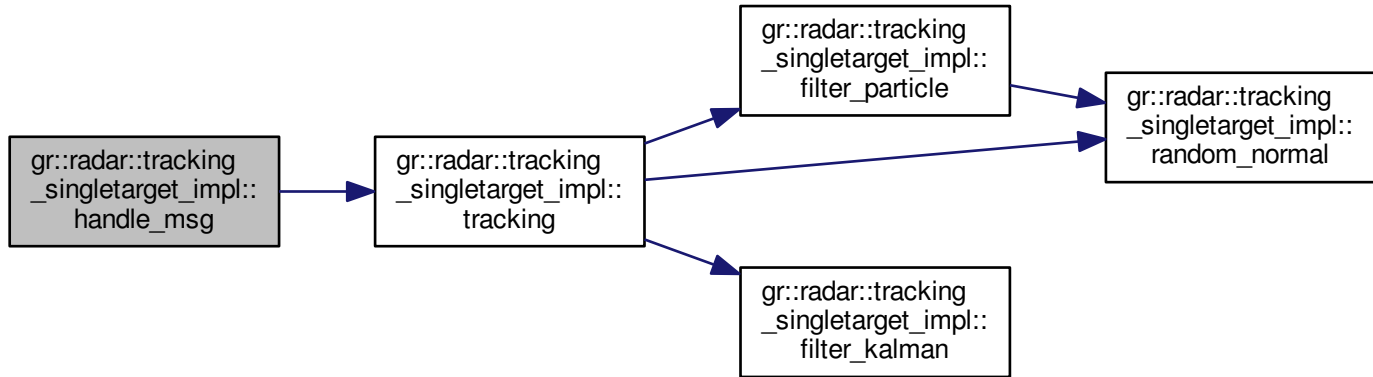 gr::radar::tracking
_singletarget_impl::
handle_msg
gr::radar::tracking
_singletarget_impl::
tracking
gr::radar::tracking
_singletarget_impl::
filter_particle
gr::radar::tracking
_singletarget_impl::
random_normal
gr::radar::tracking
_singletarget_impl::
filter_kalman